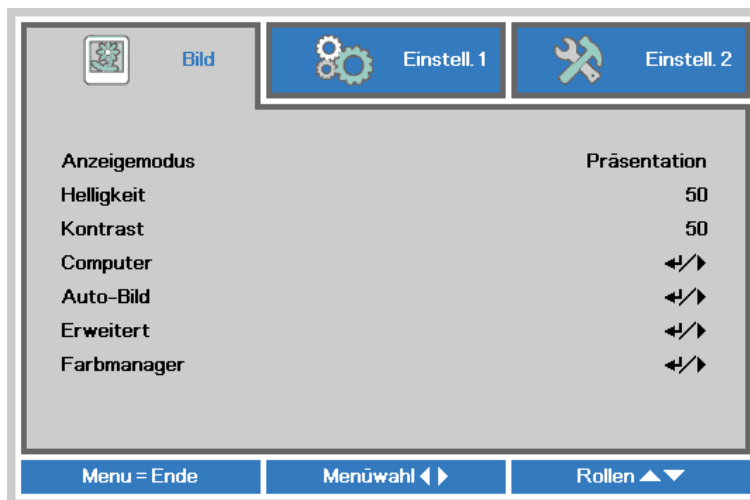 Bild Einstell. 1 Einstell. 2
Anzeigemodus Präsentation
Helligkeit 50
Kontrast 50
Computer ↵/▶
Auto-Bild ↵/▶
Erweitert ↵/▶
Farbmanager ↵/▶
Menu = Ende Menūwahl ◀ ▶ Rollen ▲▼